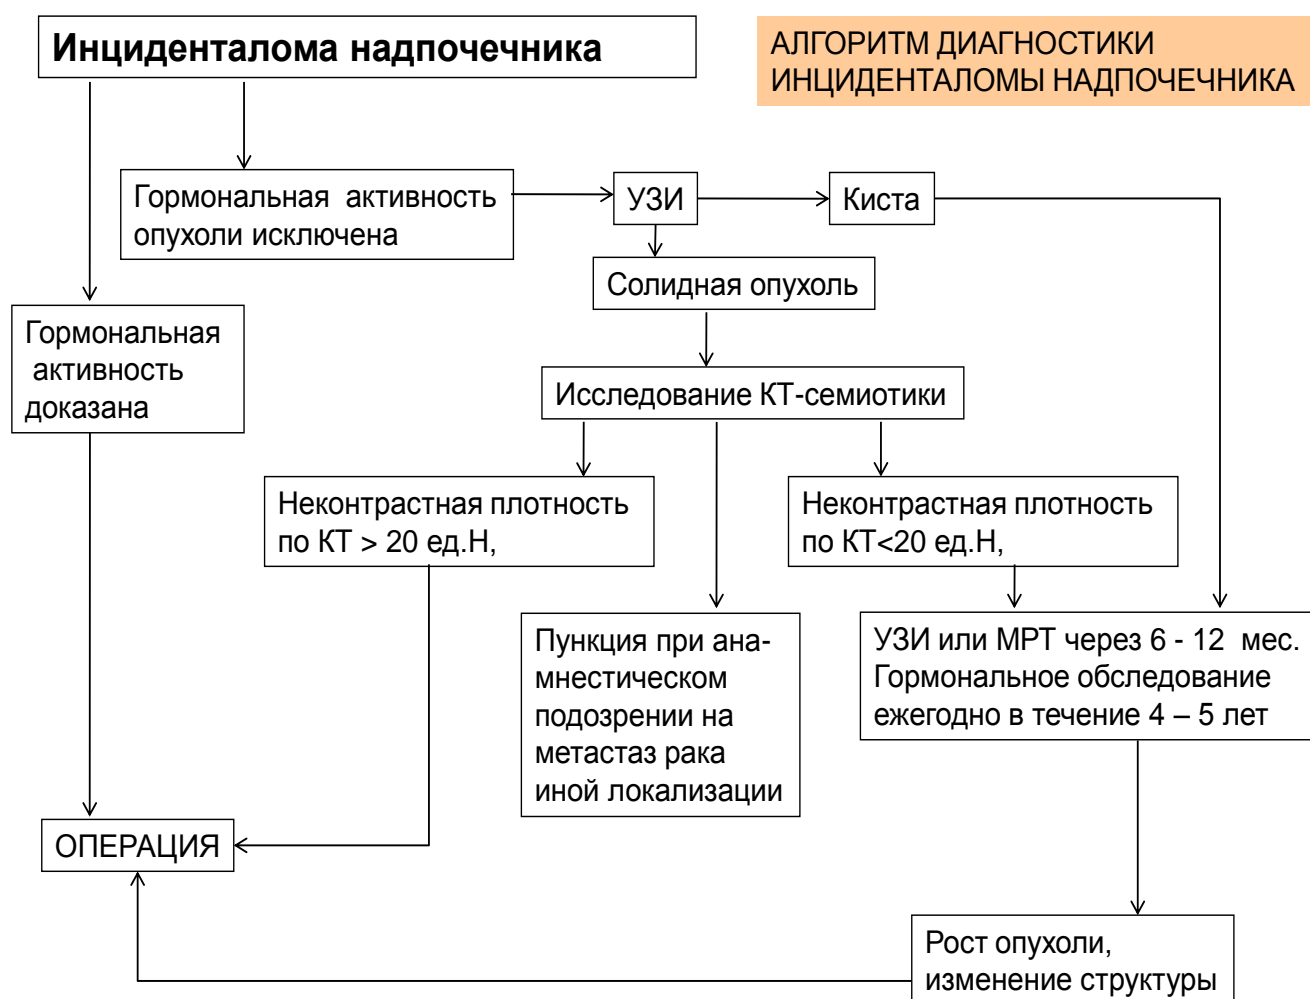 Инциденталома надпочечника
АЛГОРИТМ ДИАГНОСТИКИ
ИНЦИДЕНТАЛОМЫ НАДПОЧЕЧНИКА
Гормональная активность
опухоли исключена
УЗИ
Киста
Солидная опухоль
Гормональная
активность
доказана
Исследование КТ-семиотики
Неконтрастная плотность
по КТ > 20 ед.Н,
Неконтрастная плотность
по КТ<20 ед.Н,
Пункция при ана-
мнестическом
подозрении на
метастаз рака
иной локализации
УЗИ или МРТ через 6 - 12 мес.
Гормональное обследование
ежегодно в течение 4 – 5 лет
ОПЕРАЦИЯ
Рост опухоли,
изменение структуры